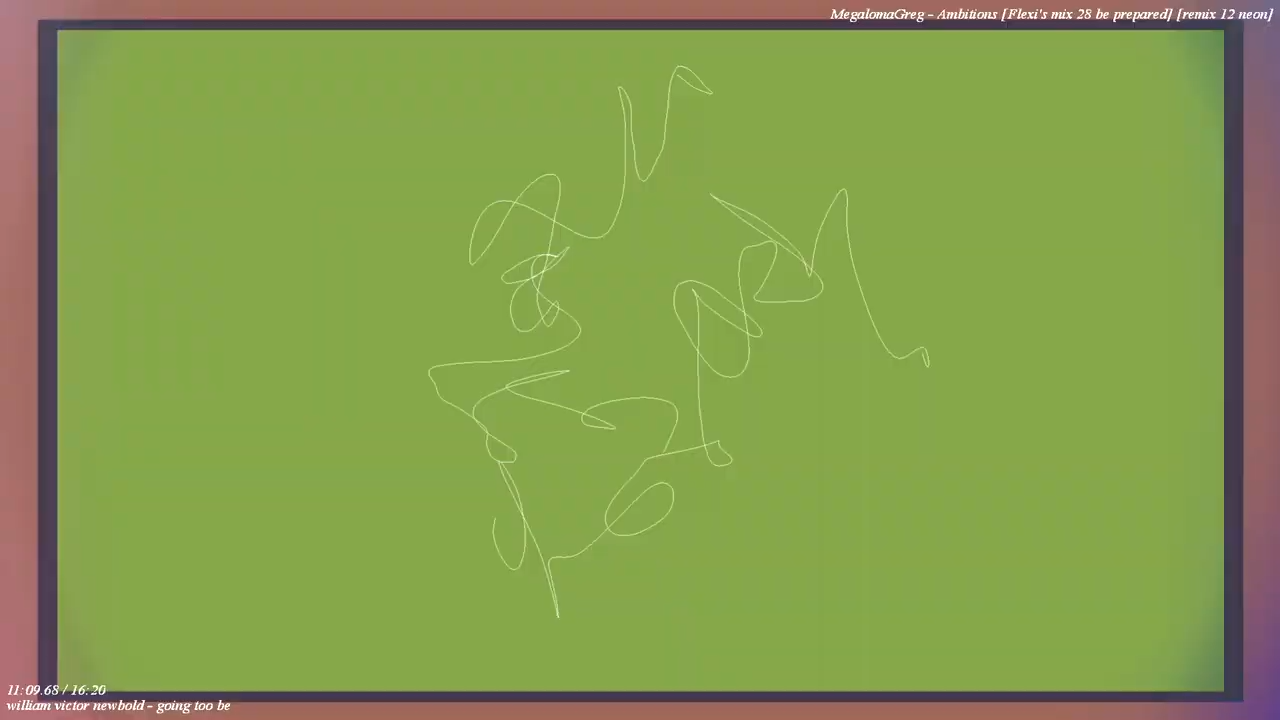 MegalomaGreg - Ambitions [Flexi's mix 28 be prepared] [remix 12 neon]
11:09.68 / 16:20
william victor newbold - going too be